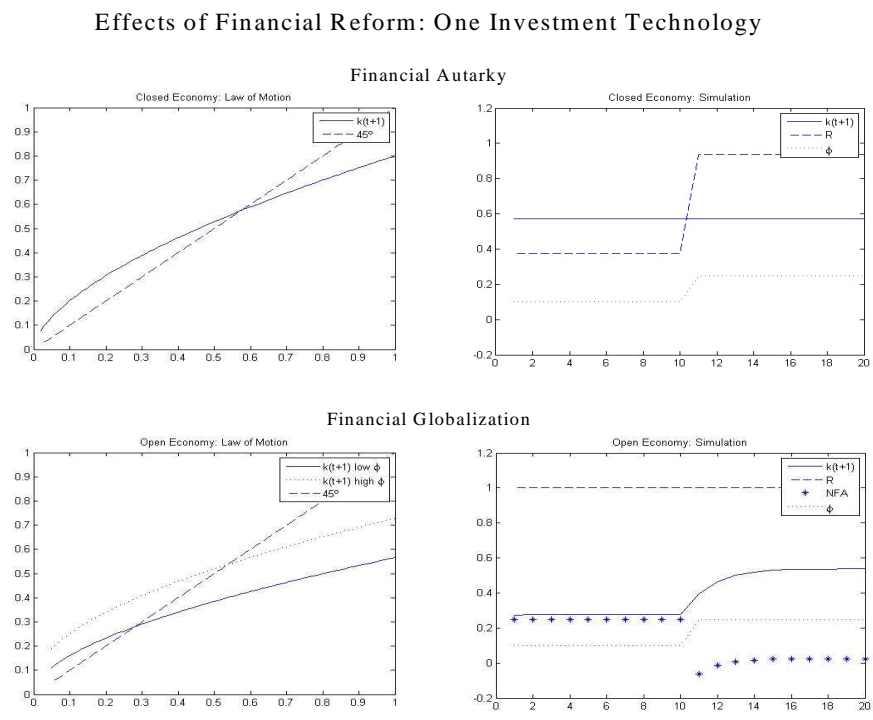 Effects of Financial Reform: One Investment Technology
Financial Autarky
Closed Economy: Law of Motion
1
0.9
0.8
0.7
0.6
0.5
0.4
0.3
0.2
0.1
0
0 0.1 0.2 0.3 0.4 0.5 0.6 0.7 0.8 0.9 1
k(t+1)
45º
Closed Economy: Simulation
1.2
1
0.8
0.6
0.4
0.2
0
-0.2
0 2 4 6 8 10 12 14 16 18 20
k(t+1)
R
ϕ
Financial Globalization
Open Economy: Law of Motion
1
0.9
0.8
0.7
0.6
0.5
0.4
0.3
0.2
0.1
0
0 0.1 0.2 0.3 0.4 0.5 0.6 0.7 0.8 0.9 1
k(t+1) low ϕ
k(t+1) high ϕ
45º
Open Economy: Simulation
1.2
1
0.8
0.6
0.4
0.2
0
-0.2
0 2 4 6 8 10 12 14 16 18 20
k(t+1)
R
NFA
ϕ